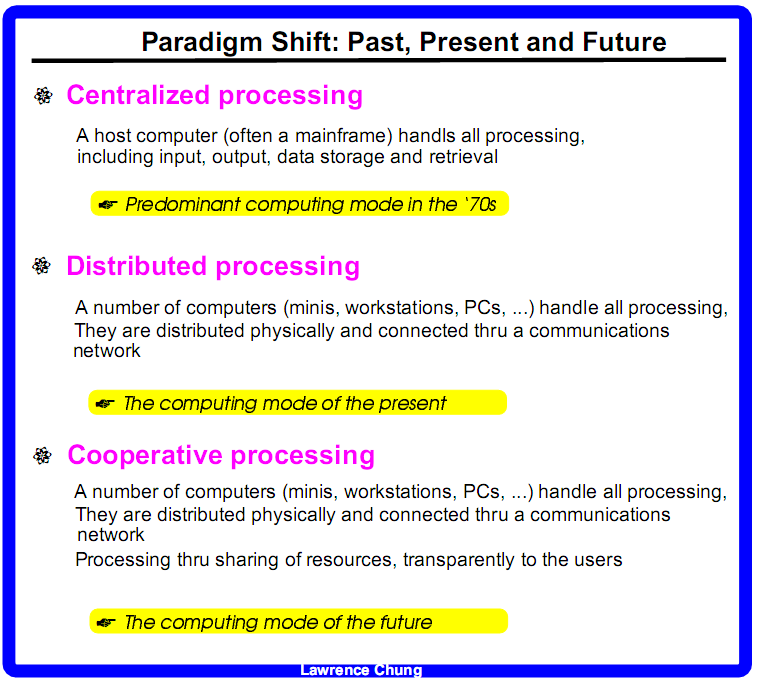 Paradigm Shift: Past, Present and Future
Centralized processing
A host computer (often a mainframe) handls all processing,
including input, output, data storage and retrieval
Predominant computing mode in the ‘70s
Distributed processing
A number of computers (minis, workstations, PCs, ...) handle all processing,
They are distributed physically and connected thru a communications
network
The computing mode of the present
Cooperative processing
A number of computers (minis, workstations, PCs, ...) handle all processing,
They are distributed physically and connected thru a communications
network
Processing thru sharing of resources, transparently to the users
The computing mode of the future
Lawrence Chung